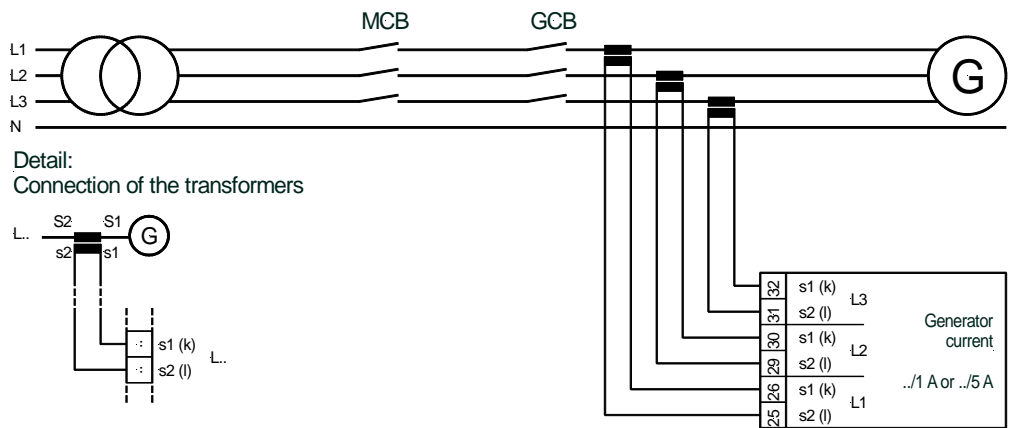 MCB GCB
L1
L2
L3
N
G
Detail:
Connection of the transformers
S2 S1
L.. G
s2 s1
s1 (k)
L..
s2 (l)
32 s1 (k)
L3
31 s2 (l)
30 s1 (k)
L2
29 s2 (l)
26 s1 (k)
L1
25 s2 (l)
Generator
current
../1 A or ../5 A